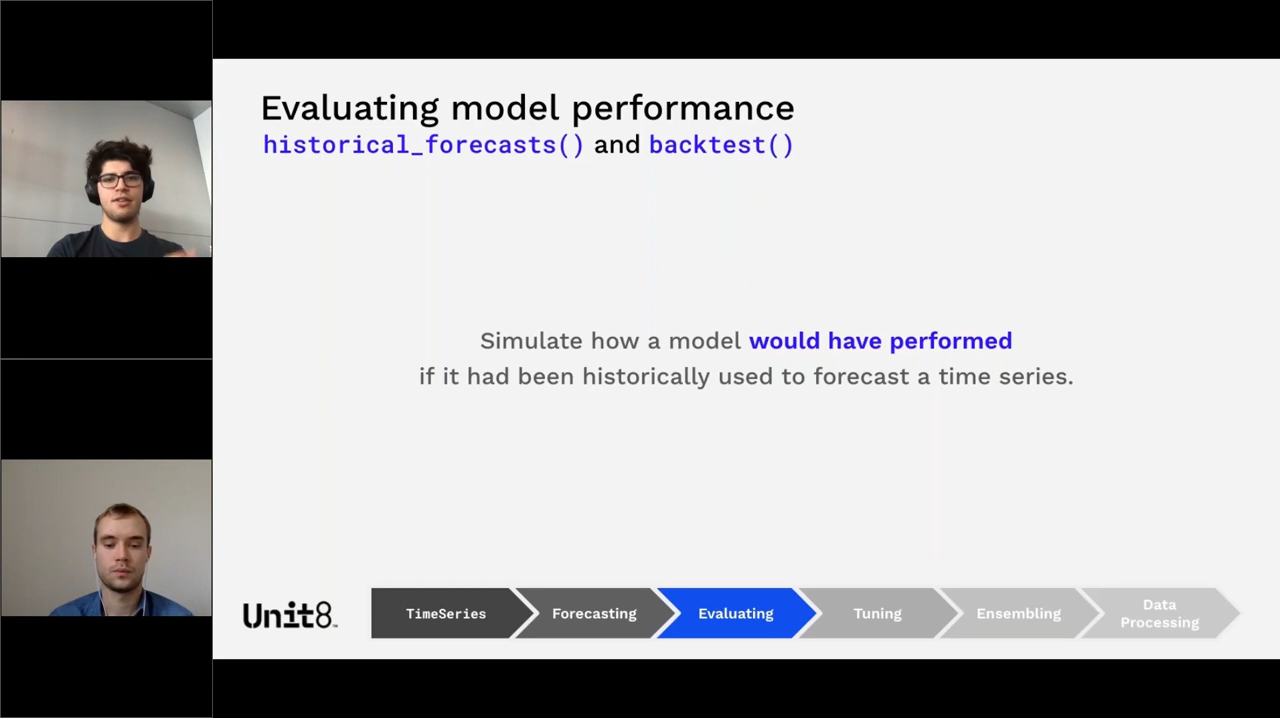 Evaluating model performance
historical_forecasts() and backtest()
Simulate how a model would have performed
if it had been historically used to forecast a time series.
Unit8™
TimeSeries
Forecasting
Evaluating
Tuning
Ensembling
Data
Processing